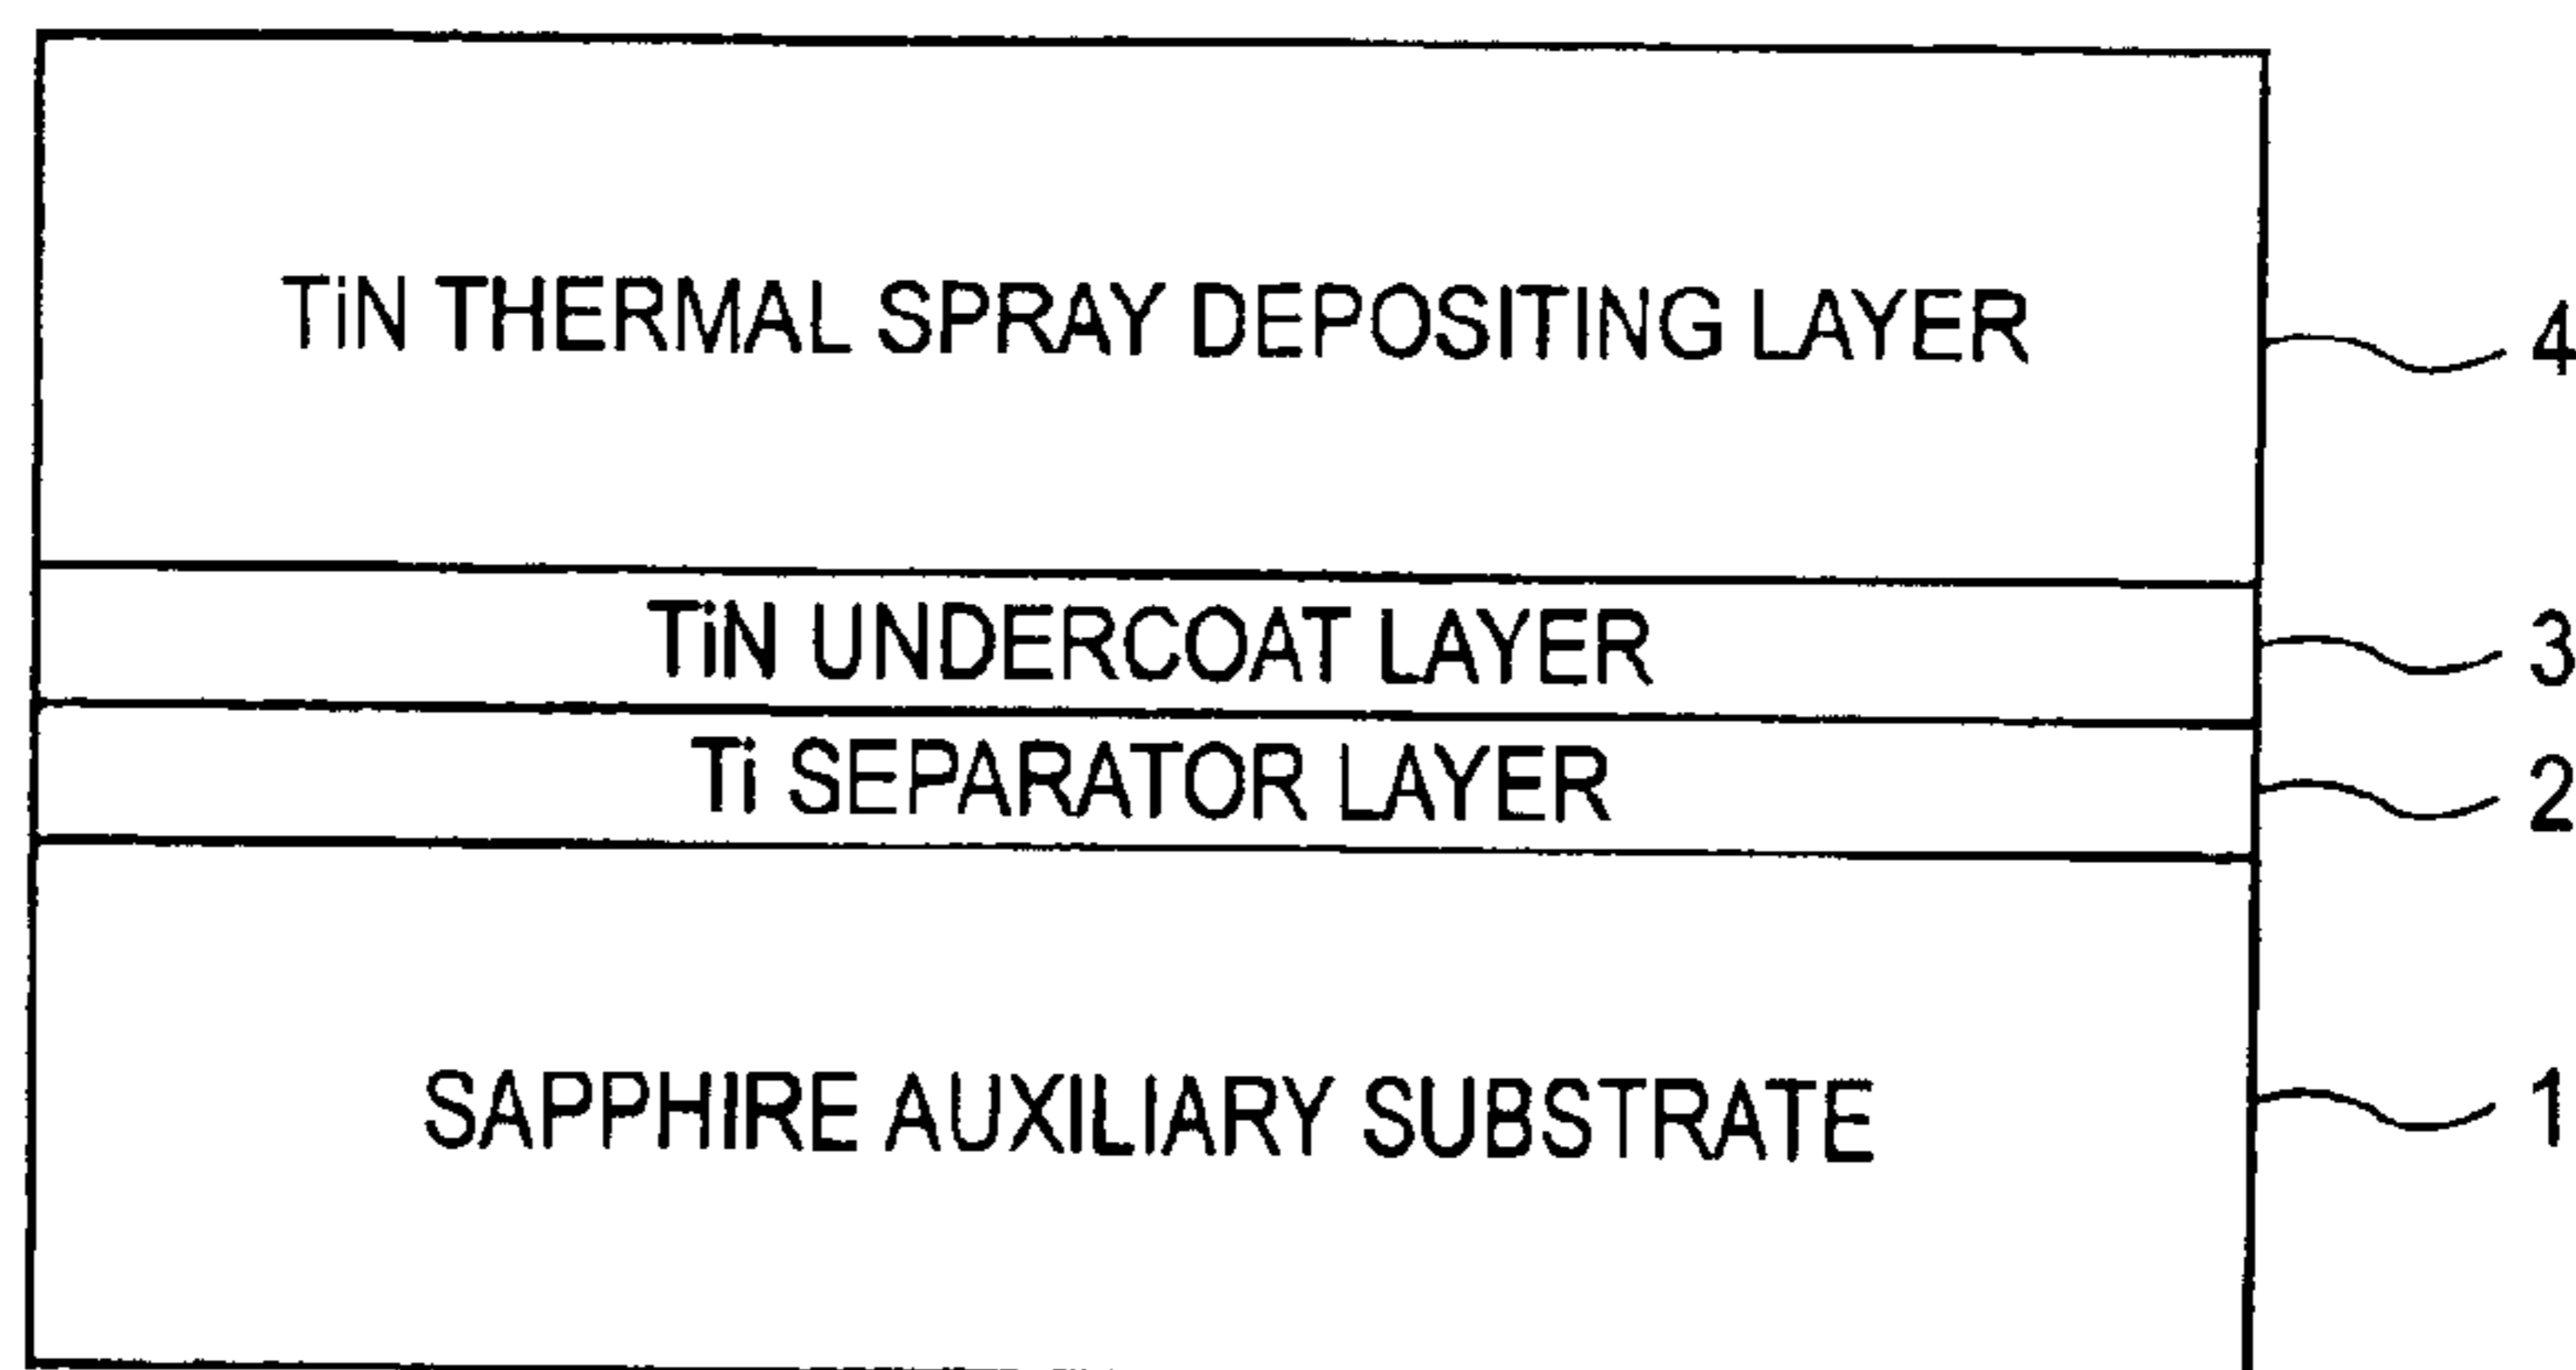 TiN THERMAL SPRAY DEPOSITING LAYER 4
TiN UNDERCOAT LAYER 3
Ti SEPARATOR LAYER 2
SAPPHIRE AUXILIARY SUBSTRATE 1